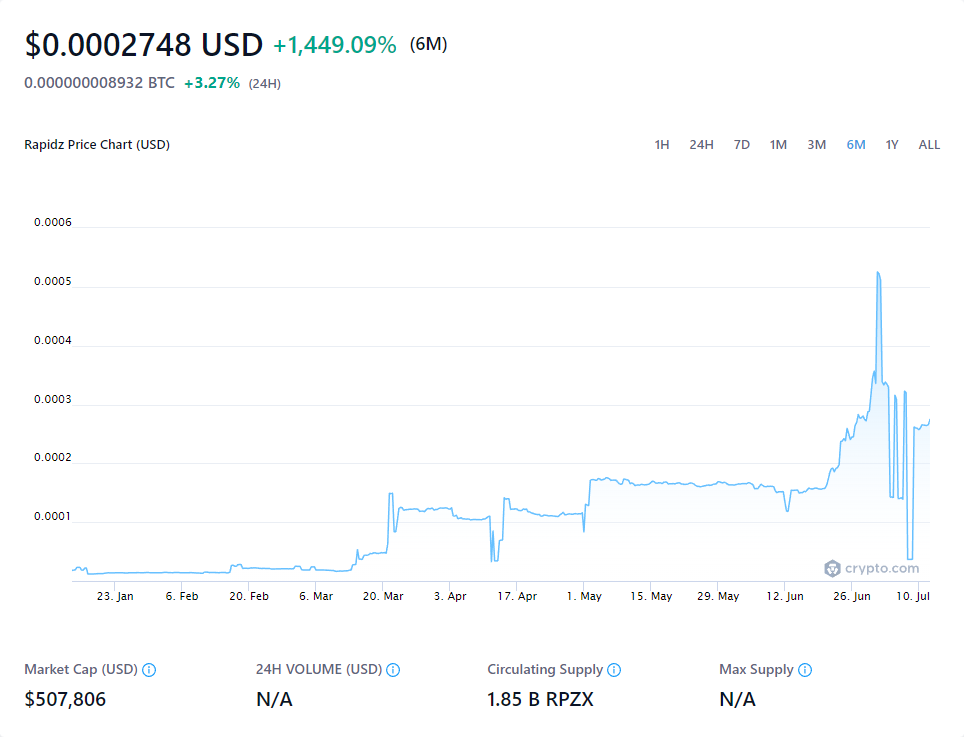 $0.0002748 USD +1,449.09% (6M)
0.000000008932 BTC +3.27% (24H)
Rapidz Price Chart (USD) 1H 24H 7D 1M 3M 6M 1Y ALL
0.0006
0.0005
0.0004
0.0003
0.0002
0.0001
crypto.com
23. Jan 6. Feb 20. Feb 6. Mar 20. Mar 3. Apr 17. Apr 1. May 15. May 29. May 12. Jun 26. Jun 10. Jul
Market Cap (USD) 24H VOLUME (USD) Circulating Supply Max Supply
$507,806 N/A 1.85 B RPZX N/A